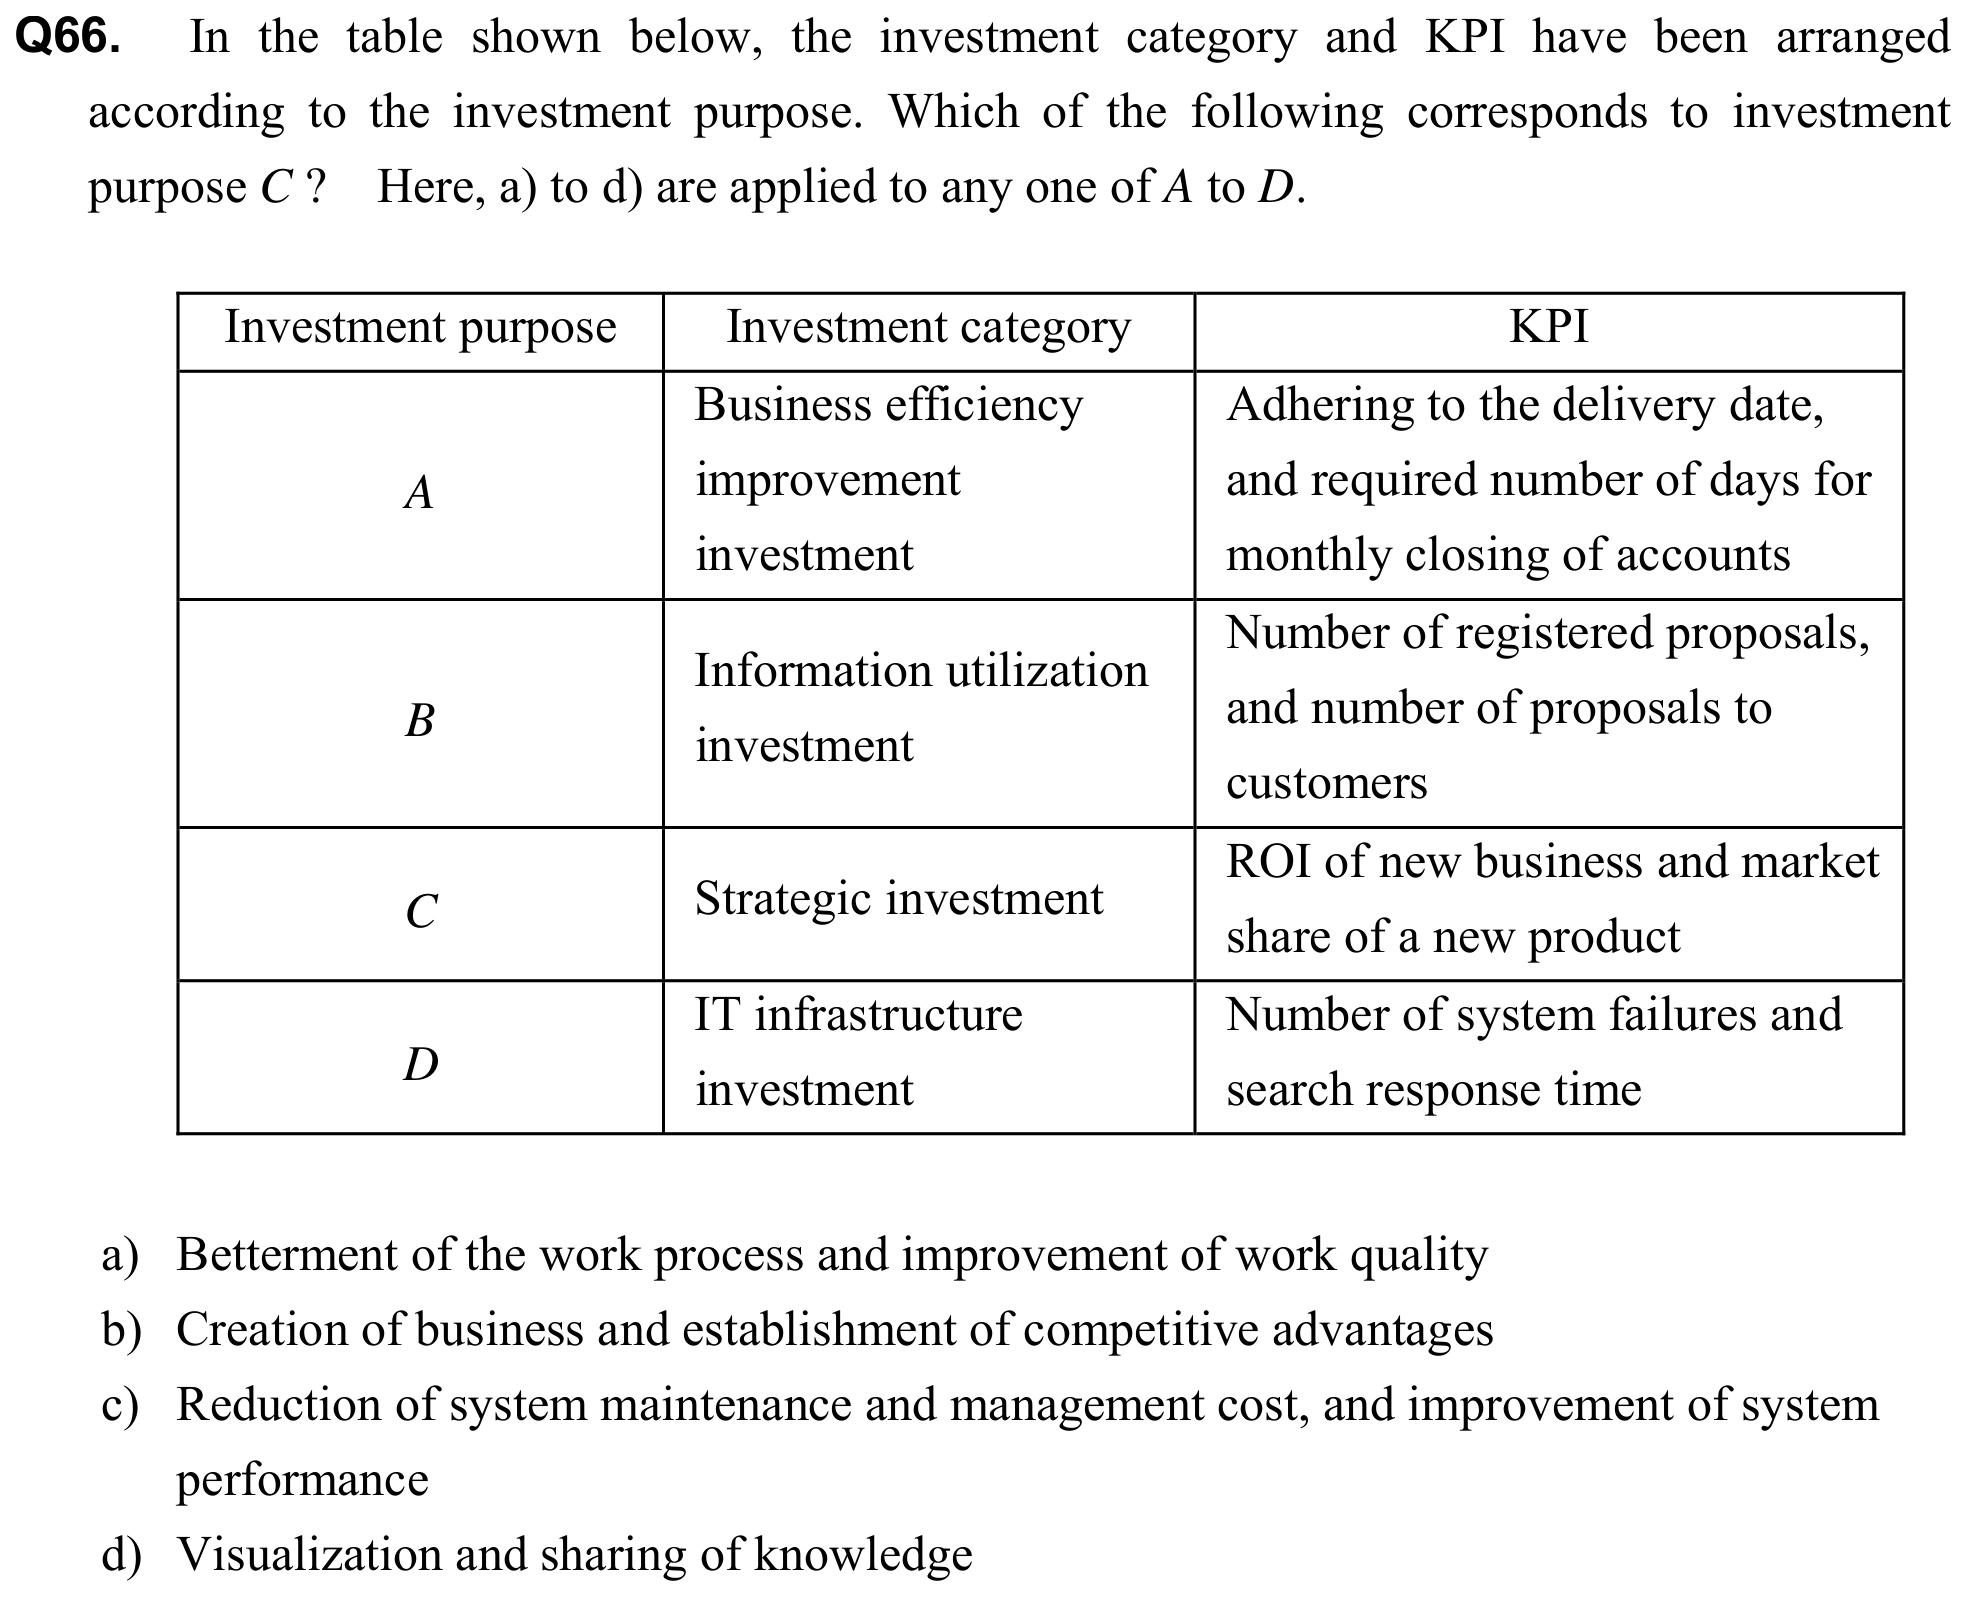 Q66. In the table shown below, the investment category and KPI have been arranged
according to the investment purpose. Which of the following corresponds to investment
purpose C ? Here, a) to d) are applied to any one of A to D.
Investment purpose Investment category KPI
A
Business efficiency
improvement
investment
Adhering to the delivery date,
and required number of days for
monthly closing of accounts
B
Information utilization
investment
Number of registered proposals,
and number of proposals to
customers
C
Strategic investment
ROI of new business and market
share of a new product
D
IT infrastructure
investment
Number of system failures and
search response time
a) Betterment of the work process and improvement of work quality
b) Creation of business and establishment of competitive advantages
c) Reduction of system maintenance and management cost, and improvement of system
performance
d) Visualization and sharing of knowledge